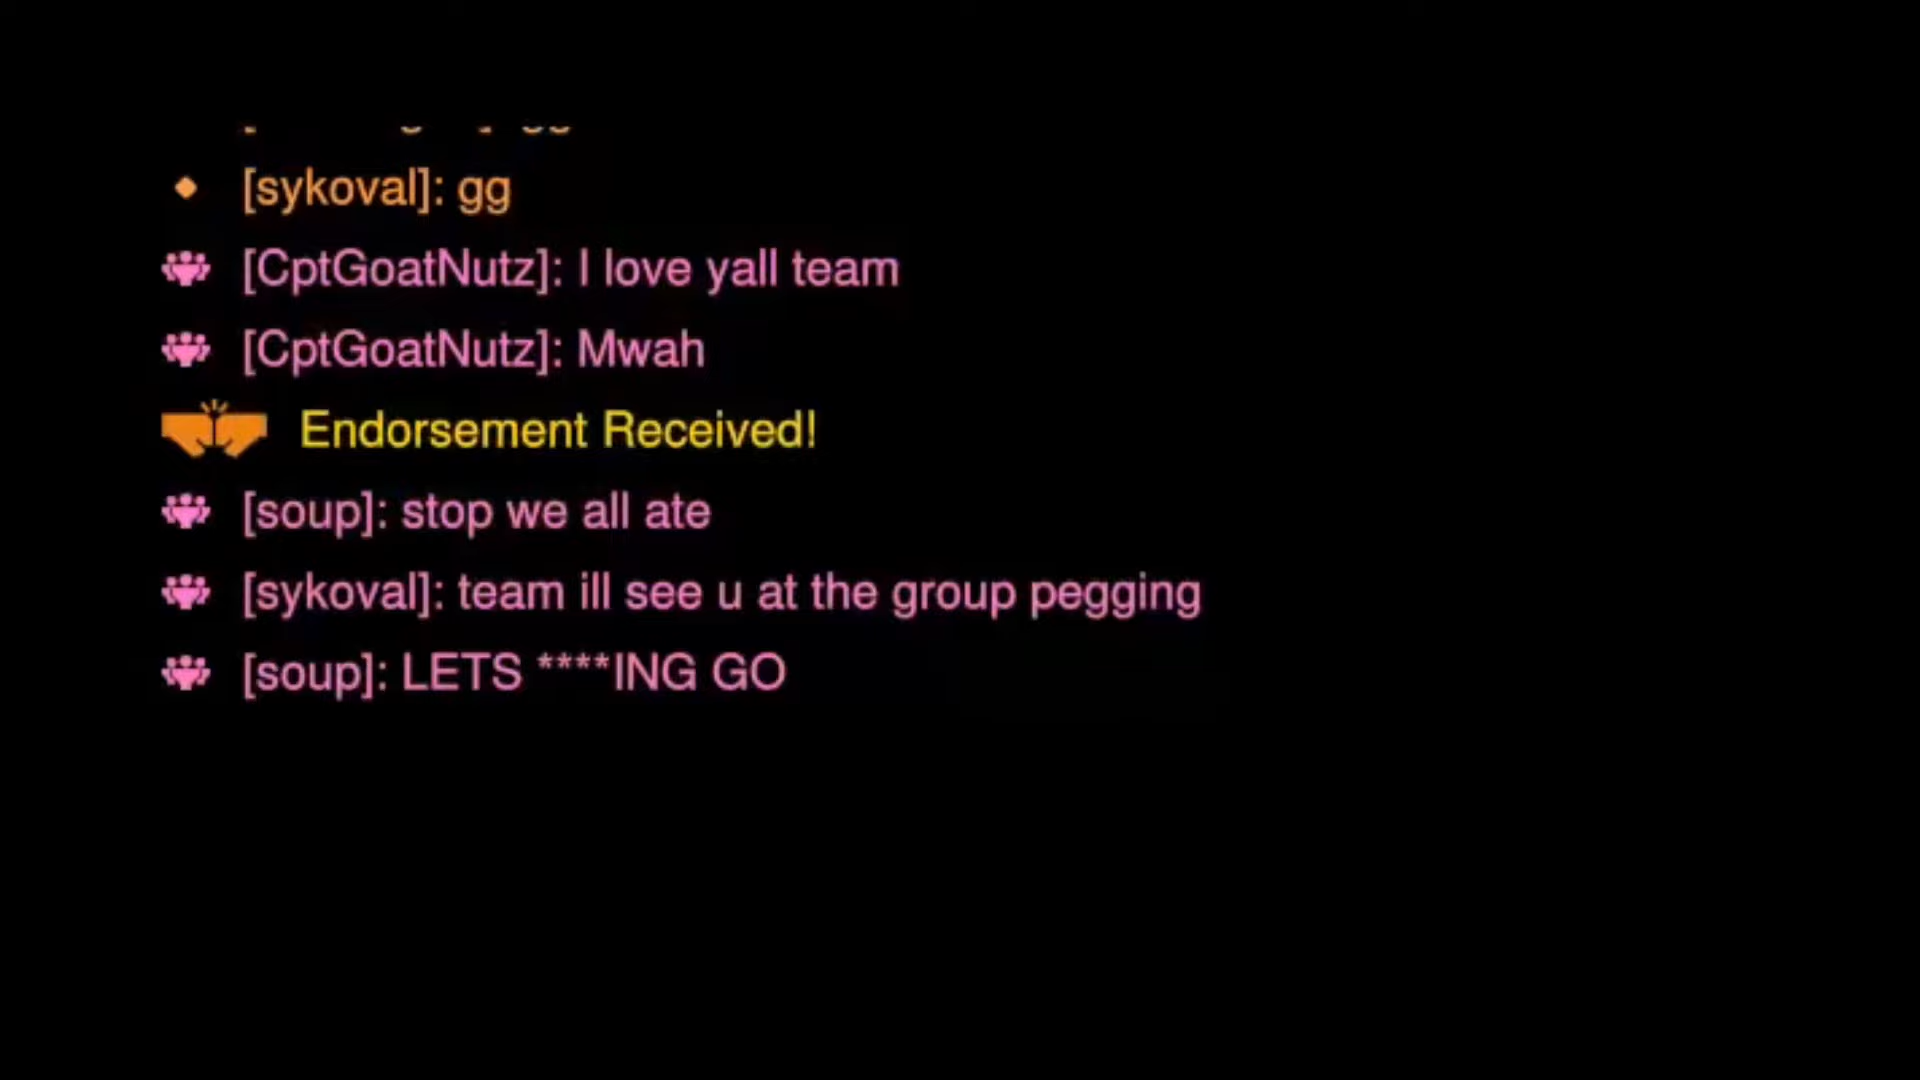 [sykoval]: gg
[CptGoatNutz]: I love yall team
[CptGoatNutz]: Mwah
Endorsement Received!
[soup]: stop we all ate
[sykoval]: team ill see u at the group pegging
[soup]: LETS ****ING GO